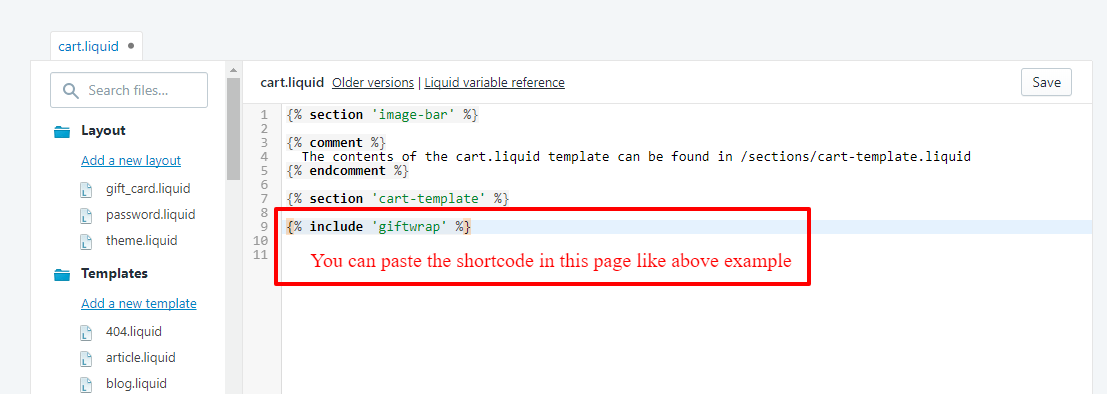 cart.liquid
Search files...
Layout
Add a new layout
gift_card.liquid
password.liquid
theme.liquid
Templates
Add a new template
404.liquid
article.liquid
blog.liquid
cart.liquid Older versions | Liquid variable reference
Save
1 {% section 'image-bar' %}
2
3 {% comment %}
4 The contents of the cart.liquid template can be found in /sections/cart-template.liquid
5 {% endcomment %}
6
7 {% section 'cart-template' %}
8
9 {% include 'giftwrap' %}
10
11
You can paste the shortcode in this page like above example